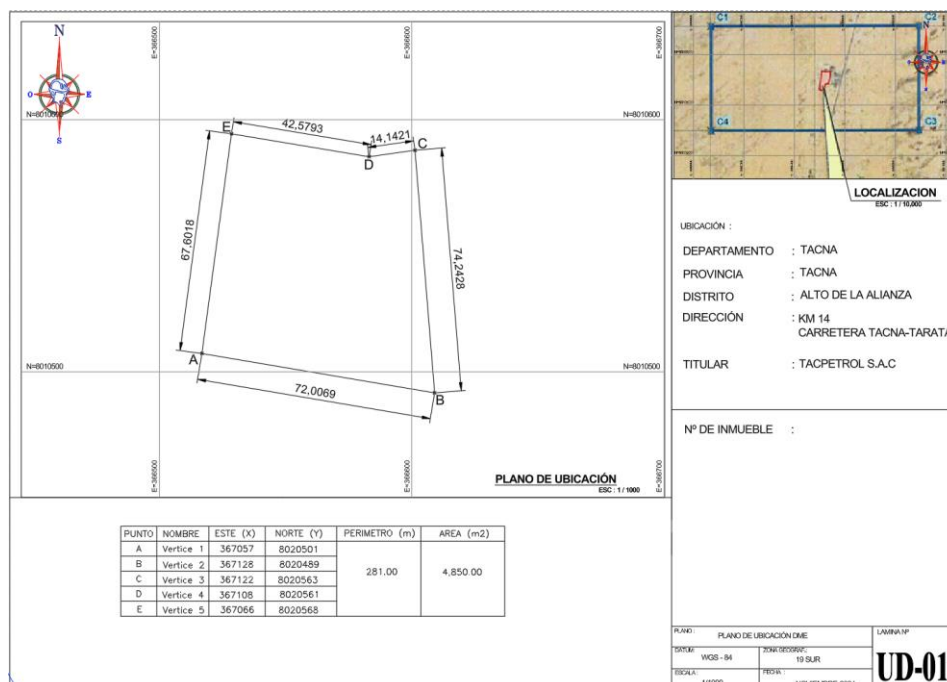 N
O
E
S
E=366500
E=366600
E=366700
N=8010600
N=8010600
42,5793
14,1421
E
D
C
67,6018
74,2428
A
B
72,0069
N=8010500
N=8010500
E=366500
E=366600
E=366700
PLANO DE UBICACIÓN
ESC : 1 / 1000
PUNTO NOMBRE ESTE (X) NORTE (Y) PERIMETRO (m) AREA (m2)
A Vertice 1 367057 8020501
B Vertice 2 367128 8020489
C Vertice 3 367122 8020563
D Vertice 4 367108 8020561
E Vertice 5 367066 8020568
281.00 4,850.00
C1
C2
N
C4
C3
LOCALIZACION
ESC : 1 / 10,000
UBICACIÓN :
DEPARTAMENTO : TACNA
PROVINCIA : TACNA
DISTRITO : ALTO DE LA ALIANZA
DIRECCIÓN : KM 14
CARRETERA TACNA-TARATA
TITULAR : TACPETROL S.A.C
Nº DE INMUEBLE :
PLANO : PLANO DE UBICACIÓN DME
LAMINA Nº
DATUM: WGS - 84
ZONA GEOGRAF.: 19 SUR
UD-01
ESCALA :
FECHA :